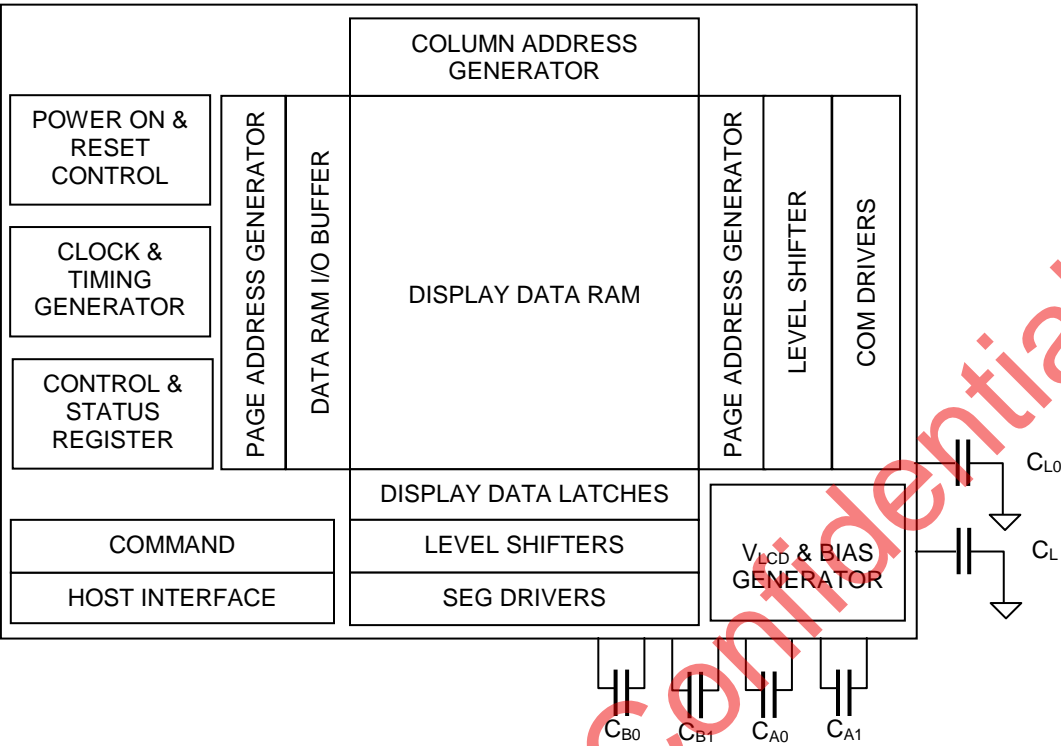 COLUMN ADDRESS
GENERATOR
POWER ON &
RESET
CONTROL
CLOCK &
TIMING
GENERATOR
CONTROL &
STATUS
REGISTER
PAGE ADDRESS GENERATOR
DATA RAM I/O BUFFER
DISPLAY DATA RAM
PAGE ADDRESS GENERATOR
LEVEL SHIFTER
COM DRIVERS
CL0
DISPLAY DATA LATCHES
COMMAND
LEVEL SHIFTERS
VLCD & BIAS
GENERATOR
CL
HOST INTERFACE
SEG DRIVERS
CB0
CB1
CA0
CA1
Confidential